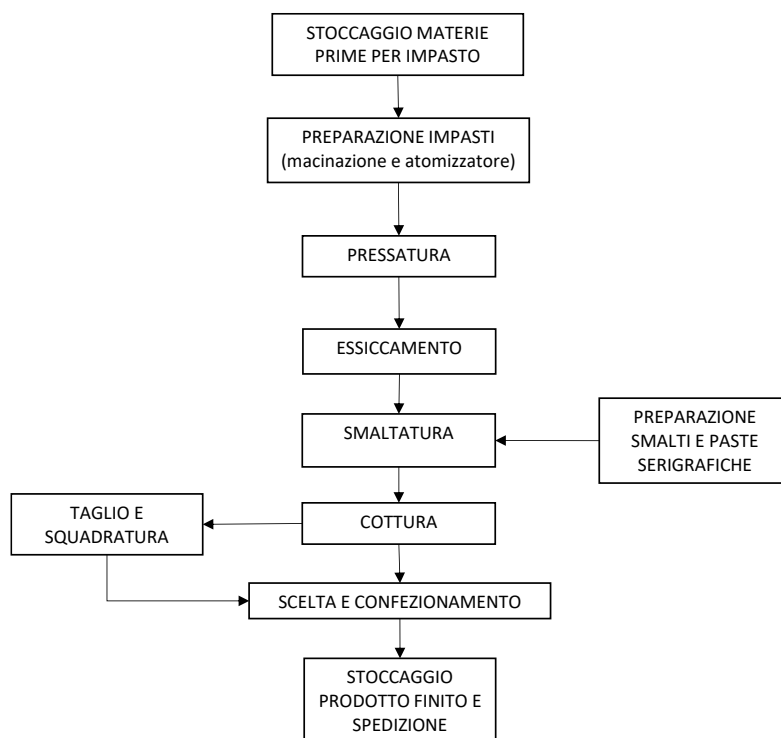 STOCCAGGIO MATERIE
PRIME PER IMPASTO
PREPARAZIONE IMPASTI
(macinazione e atomizzatore)
PRESSATURA
ESSICCAMENTO
SMALTATURA
PREPARAZIONE
SMALTI E PASTE
SERIGRAFICHE
TAGLIO E
SQUADRATURA
COTTURA
SCELTA E CONFEZIONAMENTO
STOCCAGGIO
PRODOTTO FINITO E
SPEDIZIONE